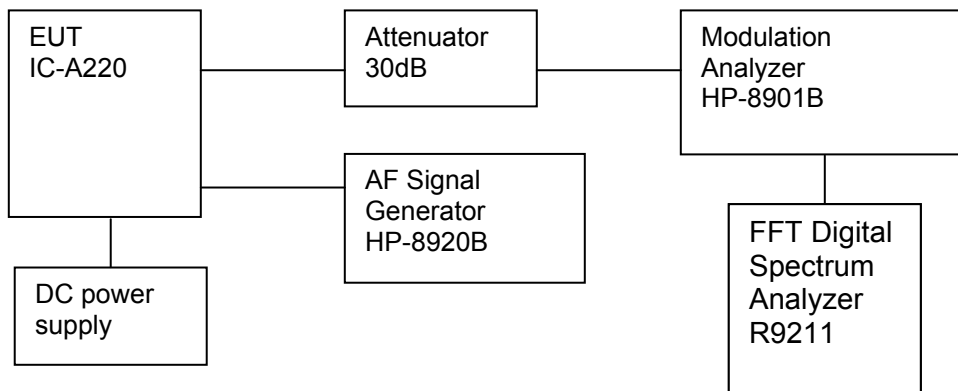 EUT
IC-A220
Attenuator
30dB
Modulation
Analyzer
HP-8901B
AF Signal
Generator
HP-8920B
FFT Digital
Spectrum
Analyzer
R9211
DC power
supply